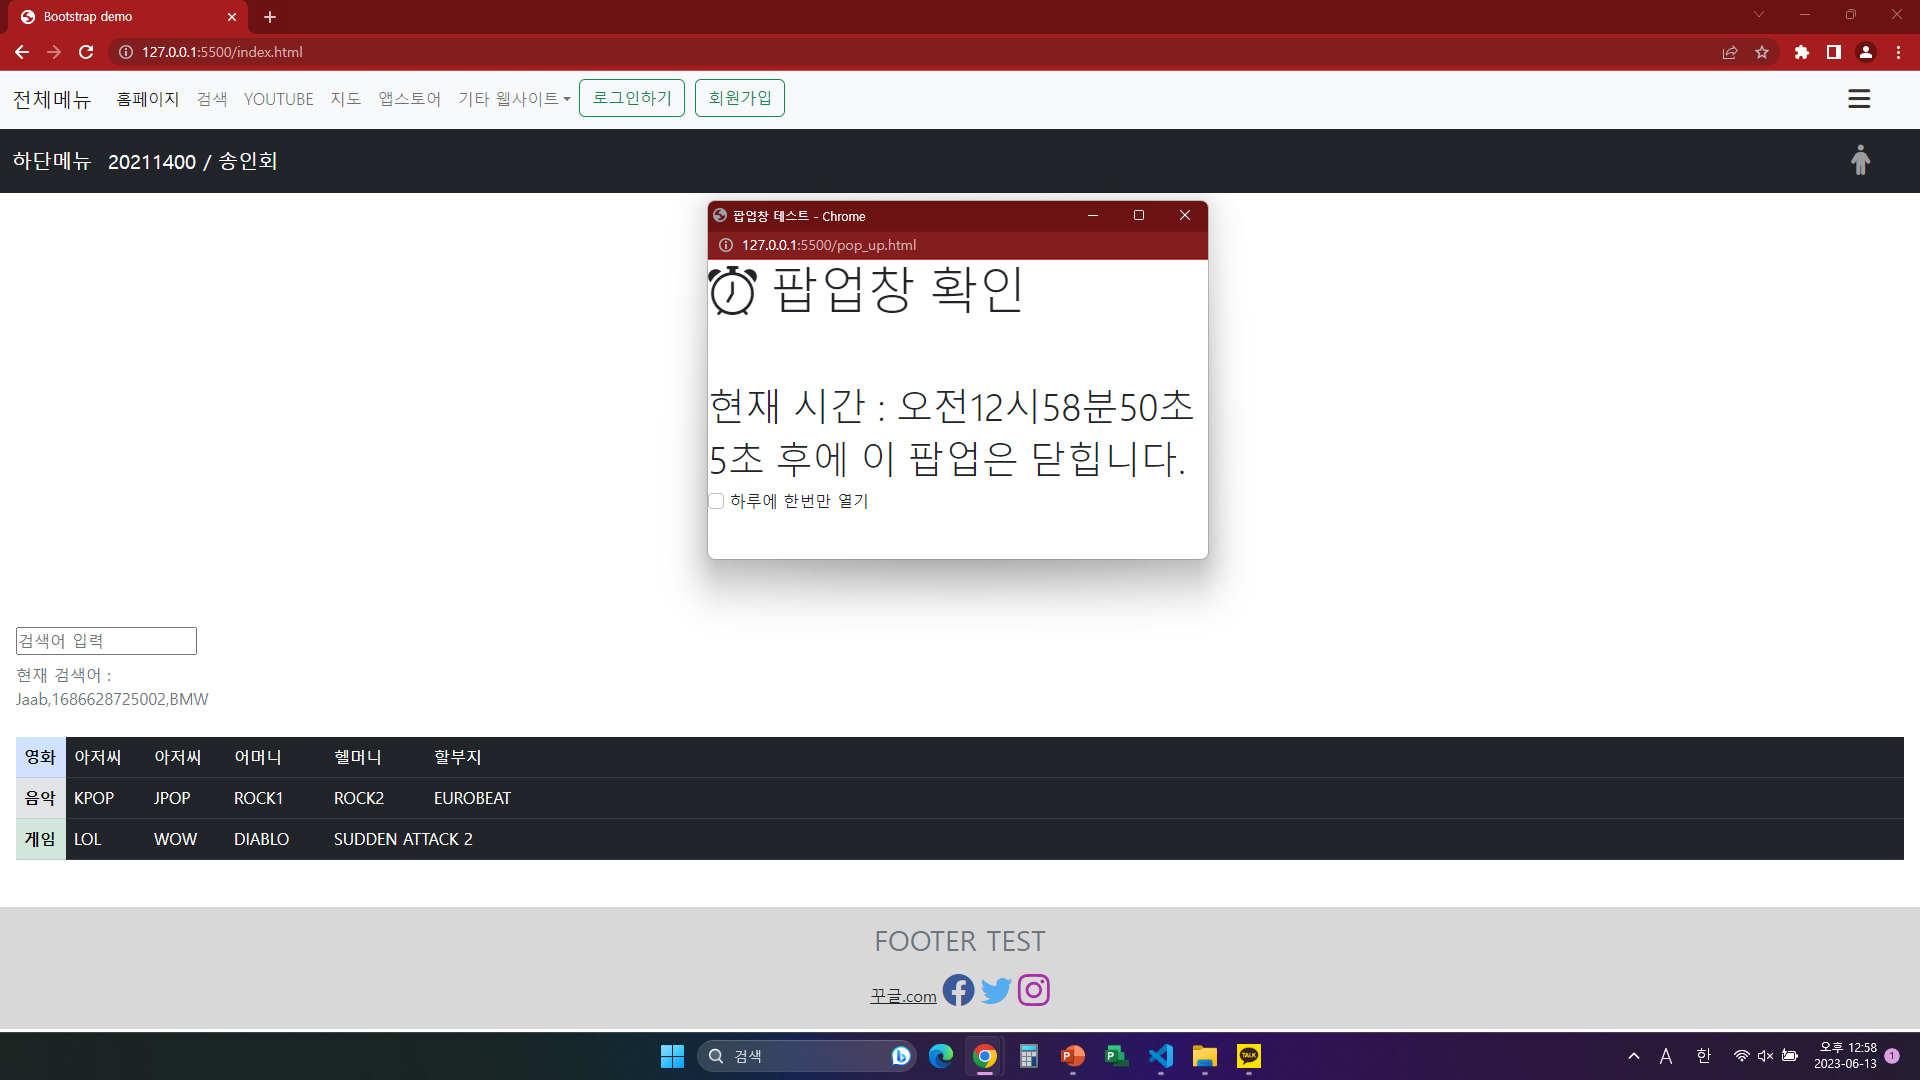 Bootstrap demo
127.0.0.1:5500/index.html
전체메뉴 홈페이지 검색 YOUTUBE 지도 앱스토어 기타 웹사이트 로그인하기 회원가입
하단메뉴 20211400 / 송인회
팝업창 테스트 - Chrome
127.0.0.1:5500/pop_up.html
팝업창 확인
현재 시간 : 오전12시58분50초
5초 후에 이 팝업은 닫힙니다.
하루에 한번만 열기
검색어 입력
현재 검색어 :
Jaab,1686628725002,BMW
영화 아저씨 아저씨 어머니 헬머니 할부지
음악 KPOP JPOP ROCK1 ROCK2 EUROBEAT
게임 LOL WOW DIABLO SUDDEN ATTACK 2
FOOTER TEST
꾸글.com
검색
TALK
A 한
오후 12:58
2023-06-13
1